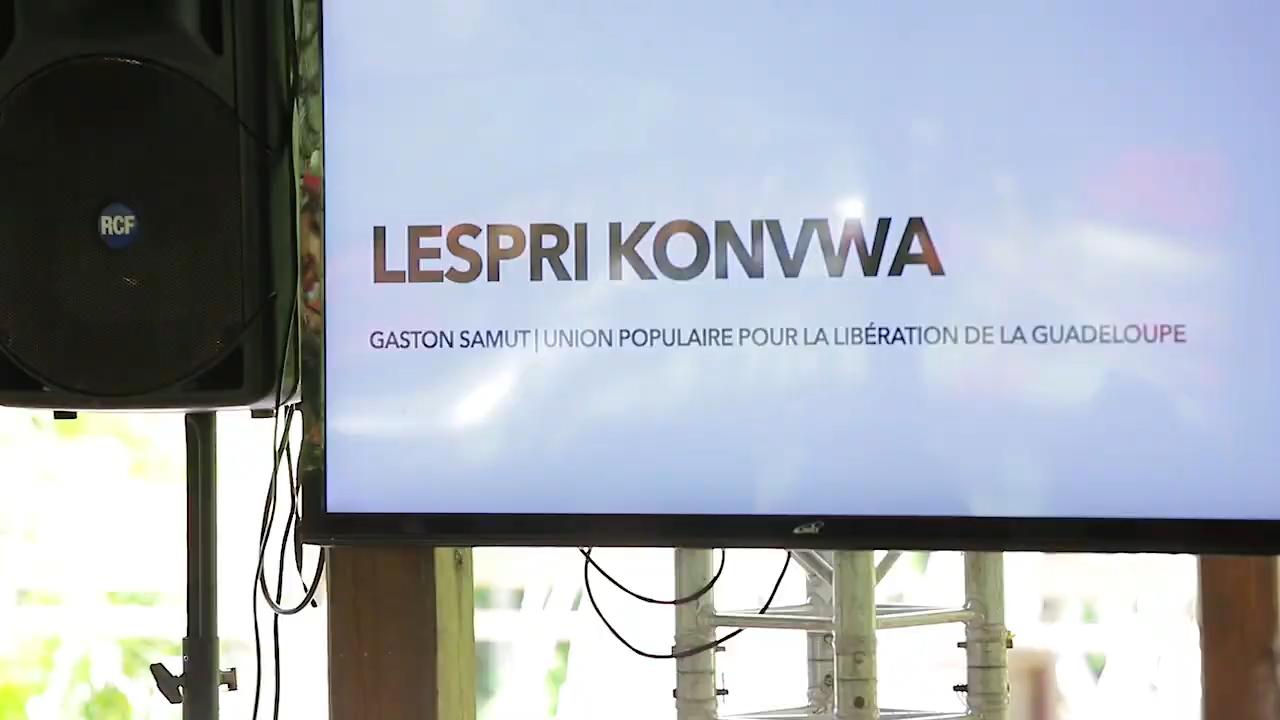 RCF
LESPRI KONVWA
GASTON SAMUT | UNION POPULAIRE POUR LA LIBÉRATION DE LA GUADELOUPE